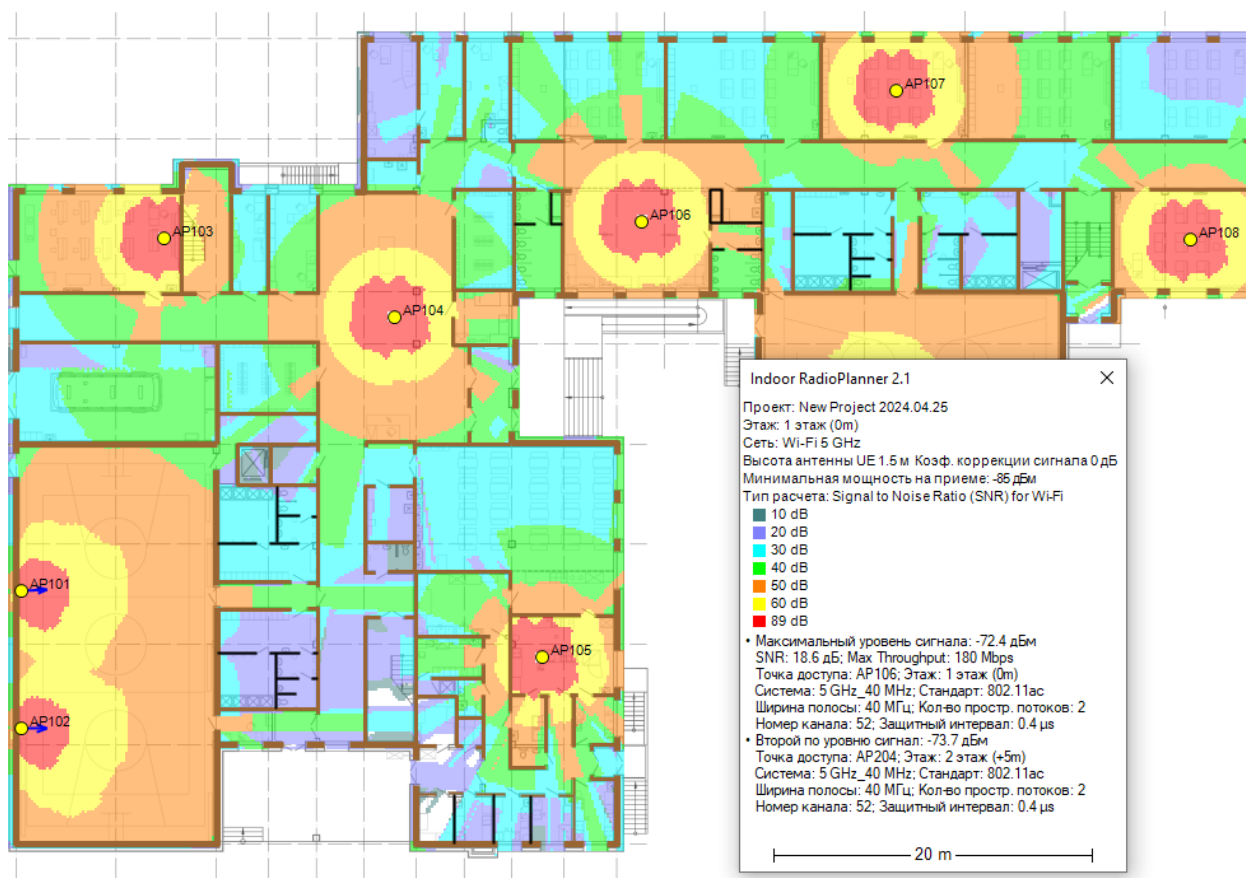 AP107
AP106
AP103
AP108
AP104
AP101
AP105
AP102
Indoor RadioPlanner 2.1
Проект: New Project 2024.04.25
Этаж: 1 этаж (0m)
Сеть: Wi-Fi 5 GHz
Высота антенны UE 1.5 м Коэф. коррекции сигнала 0 дБ
Минимальная мощность на приеме: -85 дБм
Тип расчета: Signal to Noise Ratio (SNR) for Wi-Fi
10 dB
20 dB
30 dB
40 dB
50 dB
60 dB
89 dB
• Максимальный уровень сигнала: -72.4 дБм
SNR: 18.6 дБ; Max Throughput: 180 Mbps
Точка доступа: AP106; Этаж: 1 этаж (0m)
Система: 5 GHz_40 MHz; Стандарт: 802.11ac
Ширина полосы: 40 МГц; Кол-во простр. потоков: 2
Номер канала: 52; Защитный интервал: 0.4 µs
• Второй по уровню сигнал: -73.7 дБм
Точка доступа: AP204; Этаж: 2 этаж (+5m)
Система: 5 GHz_40 MHz; Стандарт: 802.11ac
Ширина полосы: 40 МГц; Кол-во простр. потоков: 2
Номер канала: 52; Защитный интервал: 0.4 µs
20 m